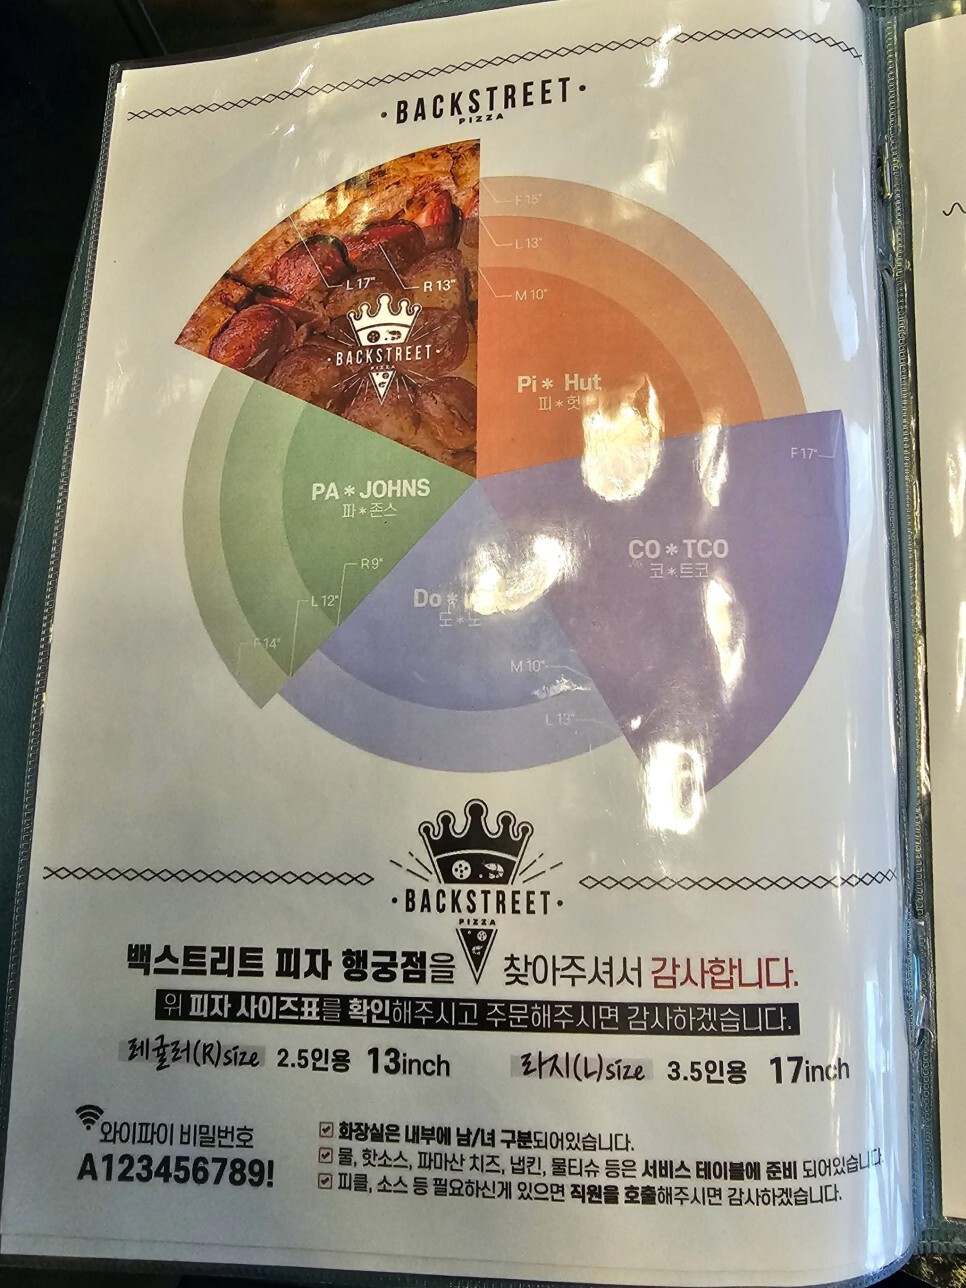 BACKSTREET
PIZZA
F 15"
L 13"
M 10"
L 17"
R 13"
BACKSTREET
PIZZA
Pi* Hut
피*헛
F 17"
PA*JOHNS
파*존스
CO*TCO
코*트코
R 9"
Do*
도*노
L 12"
F 14"
M 10"
L 13"
BACKSTREET
PIZZA
백스트리트 피자 행궁점을 찾아주셔서 감사합니다.
위 피자 사이즈표를 확인해주시고 주문해주시면 감사하겠습니다.
레귤러(R)size 2.5인용 13inch 라지(L)size 3.5인용 17inch
와이파이 비밀번호
A123456789!
화장실은 내부에 남/녀 구분되어있습니다.
물, 핫소스, 파마산 치즈, 냅킨, 물티슈 등은 서비스 테이블에 준비 되어있습니다.
피클, 소스 등 필요하신게 있으면 직원을 호출해주시면 감사하겠습니다.